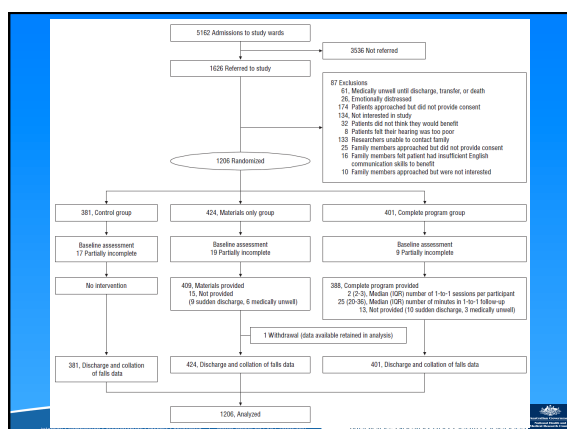 5162 Admissions to study wards
3536 Not referred
1626 Referred to study
87 Exclusions
61, Medically unwell until discharge, transfer, or death
26, Emotionally distressed
174 Patients approached but did not provide consent
134, Not interested in study
32 Patients did not think they would benefit
8 Patients felt their hearing was too poor
133 Researchers unable to contact family
25 Family members approached but did not provide consent
16 Family members felt patient had insufficient English
communication skills to benefit
10 Family members approached but were not interested
1206 Randomized
381, Control group
424, Materials only group
401, Complete program group
Baseline assessment
17 Partially incomplete
Baseline assessment
19 Partially incomplete
Baseline assessment
9 Partially incomplete
No intervention
409, Materials provided
15, Not provided
(9 sudden discharge, 6 medically unwell)
388, Complete program provided
2 (2-3), Median (IQR) number of 1-to-1 sessions per participant
25 (20-36), Median (IQR) number of minutes in 1-to-1 follow-up
13, Not provided (10 sudden discharge, 3 medically unwell)
1 Withdrawal (data available retained in analysis)
381, Discharge and collation
of falls data
424, Discharge and collation of falls data
401, Discharge and collation of falls data
1206, Analyzed
Australian Government
National Health and
Medical Research Council